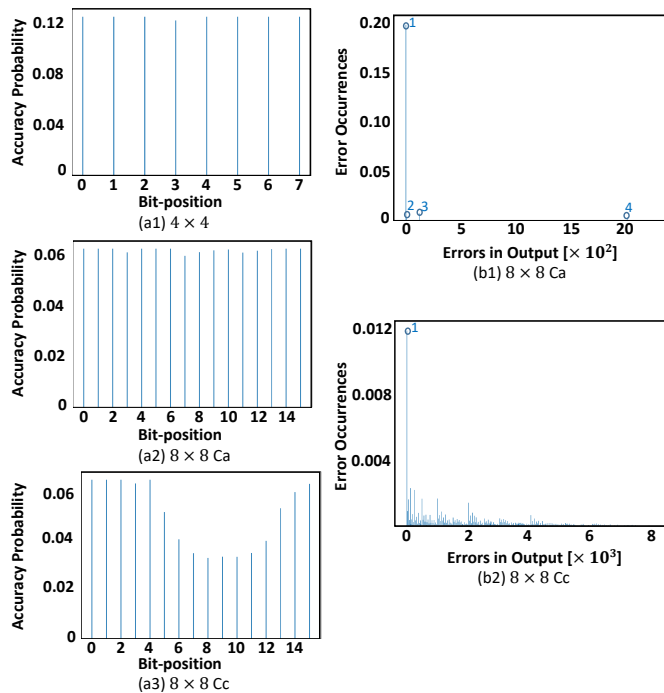 Accuracy Probability
0.12
0.08
0.04
0
0 1 2 3 4 5 6 7
Bit-position
(a1) 4 × 4
Accuracy Probability
0.06
0.04
0.02
0
0 2 4 6 8 10 12 14
Bit-position
(a2) 8 × 8 Ca
Accuracy Probability
0.06
0.04
0.02
0
0 2 4 6 8 10 12 14
Bit-position
(a3) 8 × 8 Cc
Error Occurrences
0.20
0.15
0.20
0.05
0
1
2
3
4
0 5 10 15 20
Errors in Output [× 10²]
(b1) 8 × 8 Ca
Error Occurrences
0.012
0.008
0.004
1
0 2 4 6 8
Errors in Output [× 10³]
(b2) 8 × 8 Cc